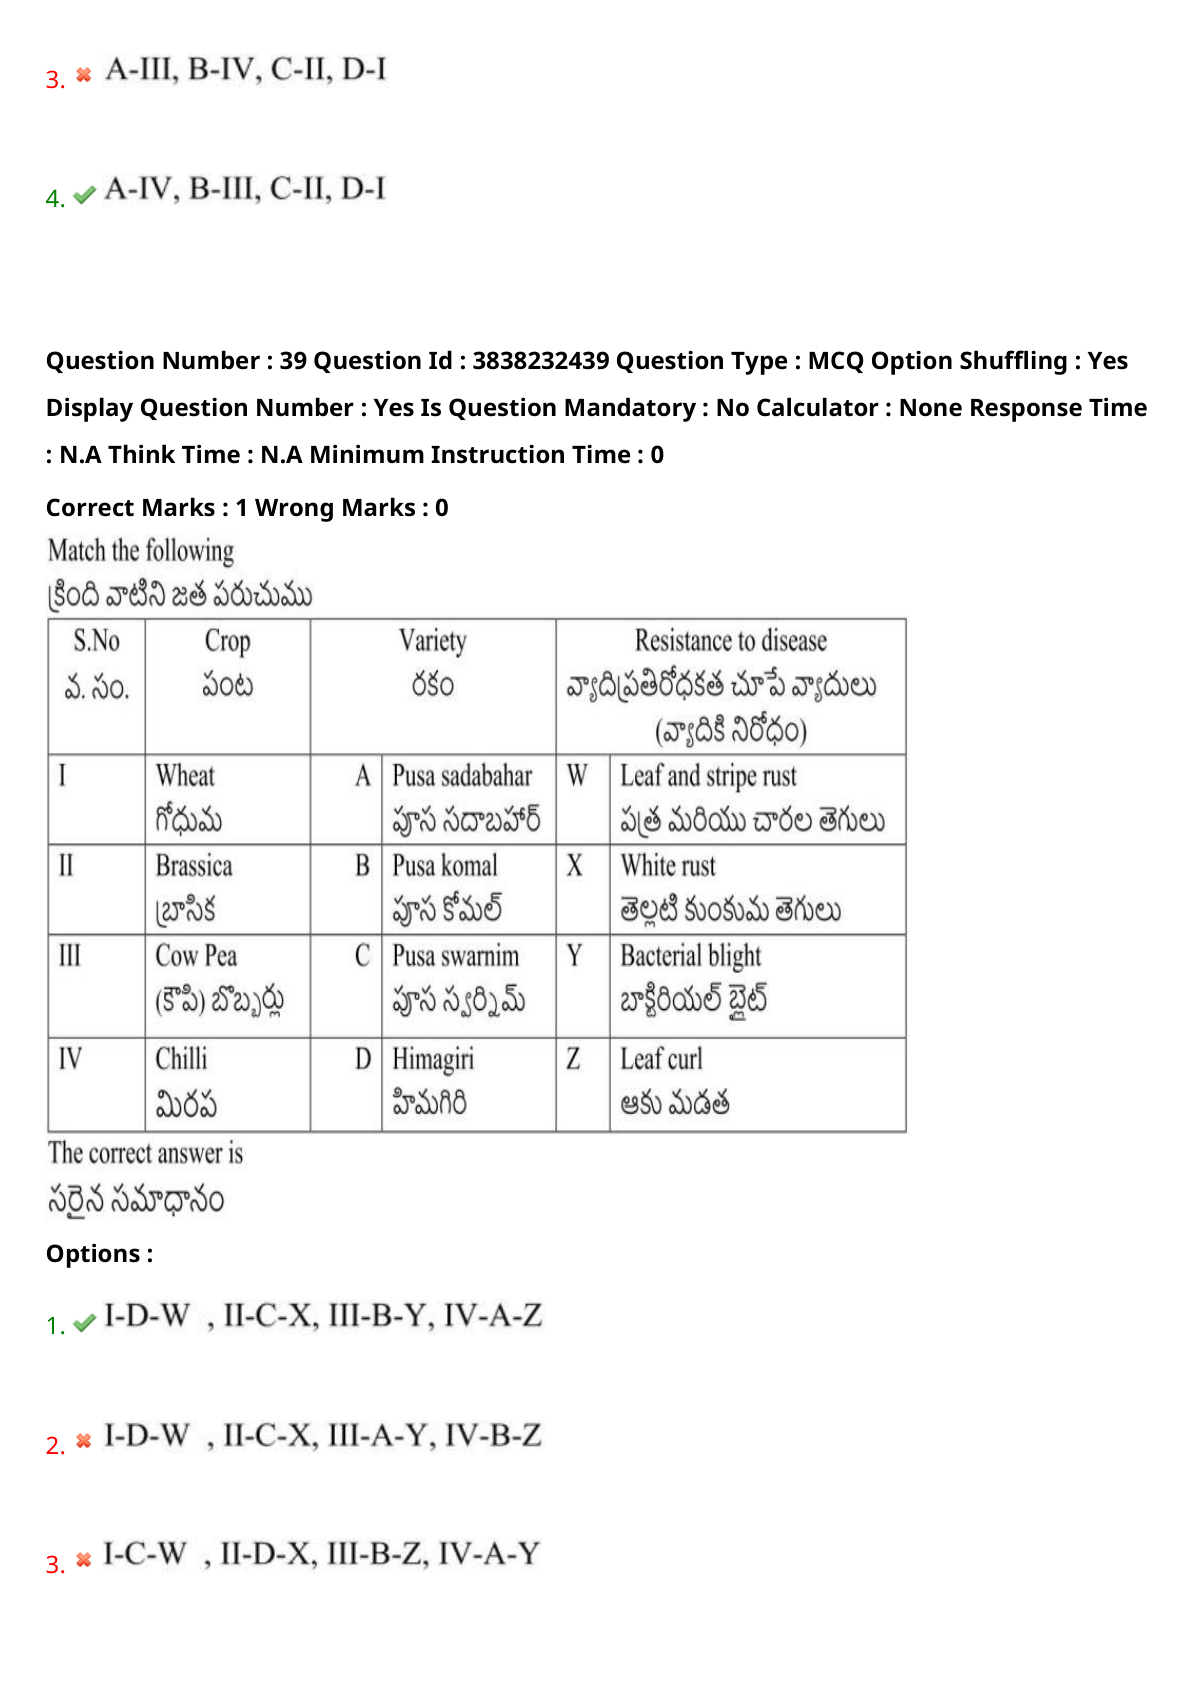 3. A-III, B-IV, C-II, D-I
4. A-IV, B-III, C-II, D-I
Question Number : 39 Question Id : 3838232439 Question Type : MCQ Option Shuffling : Yes
Display Question Number : Yes Is Question Mandatory : No Calculator : None Response Time
: N.A Think Time : N.A Minimum Instruction Time : 0
Correct Marks : 1 Wrong Marks : 0
Match the following
క్రింది వాటిని జత పరుచుము
S.No Crop Variety Resistance to disease
వ. సం. పంట రకం వ్యాదిప్రతిరోధకత చూపే వ్యాదులు
(వ్యాదికి నిరోధం)
I Wheat A Pusa sadabahar W Leaf and stripe rust
గోధుమ పూస సదాబహార్ పత్ర మరియు చారల తెగులు
II Brassica B Pusa komal X White rust
బ్రాసిక పూస కోమల్ తెల్లటి కుంకుమ తెగులు
III Cow Pea C Pusa swarnim Y Bacterial blight
(కౌపి) బొబ్బర్లు పూస స్వర్నిమ్ బాక్టిరియల్ బ్లైట్
IV Chilli D Himagiri Z Leaf curl
మిరప హిమగిరి ఆకు మడత
The correct answer is
సరైన సమాధానం
Options :
1. I-D-W , II-C-X, III-B-Y, IV-A-Z
2. I-D-W , II-C-X, III-A-Y, IV-B-Z
3. I-C-W , II-D-X, III-B-Z, IV-A-Y